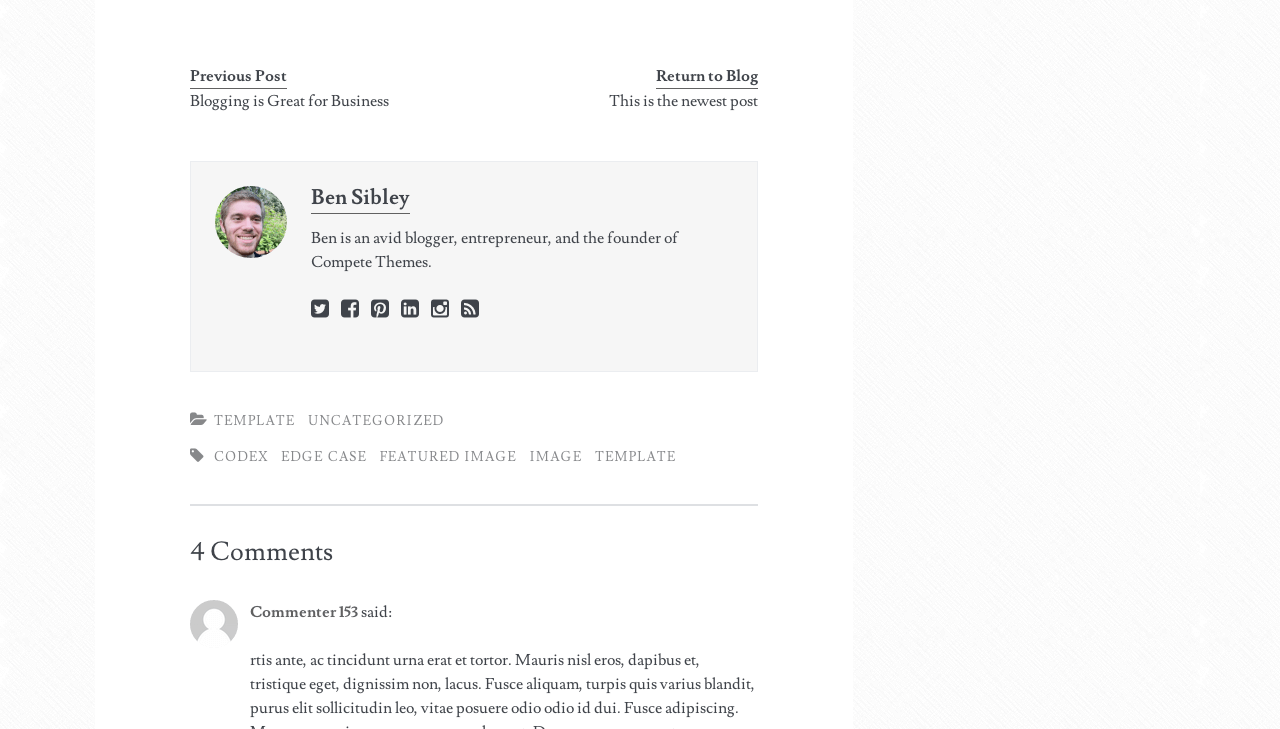 Previous Post
Blogging is Great for Business
Return to Blog
This is the newest post
Ben Sibley
Ben is an avid blogger, entrepreneur, and the founder of
Compete Themes.
TEMPLATE UNCATEGORIZED
CODEX EDGE CASE FEATURED IMAGE IMAGE TEMPLATE
4 Comments
Commenter 153 said:
rtis ante, ac tincidunt urna erat et tortor. Mauris nisl eros, dapibus et,
tristique eget, dignissim non, lacus. Fusce aliquam, turpis quis varius blandit,
purus elit sollicitudin leo, vitae posuere odio odio id dui. Fusce adipiscing.